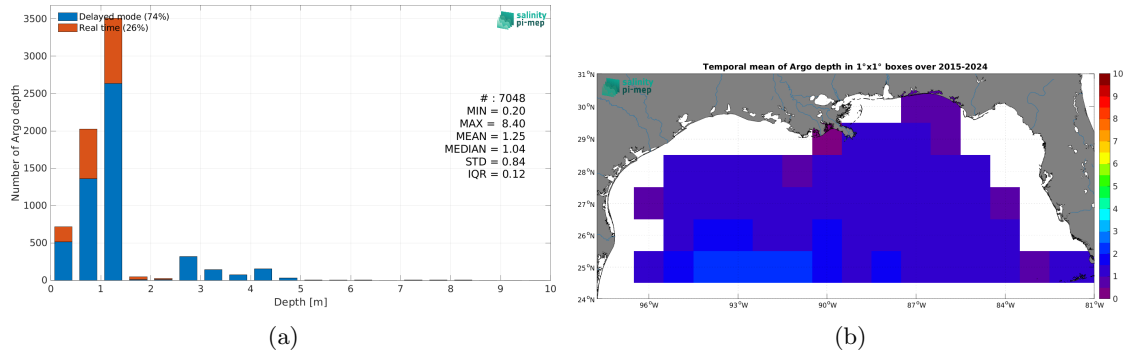 Delayed mode (74%)
Real time (26%)
salinity
pi-mep
# : 7048
MIN = 0.20
MAX = 8.40
MEAN = 1.25
MEDIAN = 1.04
STD = 0.84
IQR = 0.12
Number of Argo depth
3500
3000
2500
2000
1500
1000
500
0
0 1 2 3 4 5 6 7 8 9 10
Depth [m]
(a)
Temporal mean of Argo depth in 1°x1° boxes over 2015-2024
salinity
pi-mep
31°N
30°N
29°N
28°N
27°N
26°N
25°N
24°N
96°W 93°W 90°W 87°W 84°W 81°W
10
9
8
7
6
5
4
3
2
1
0
(b)